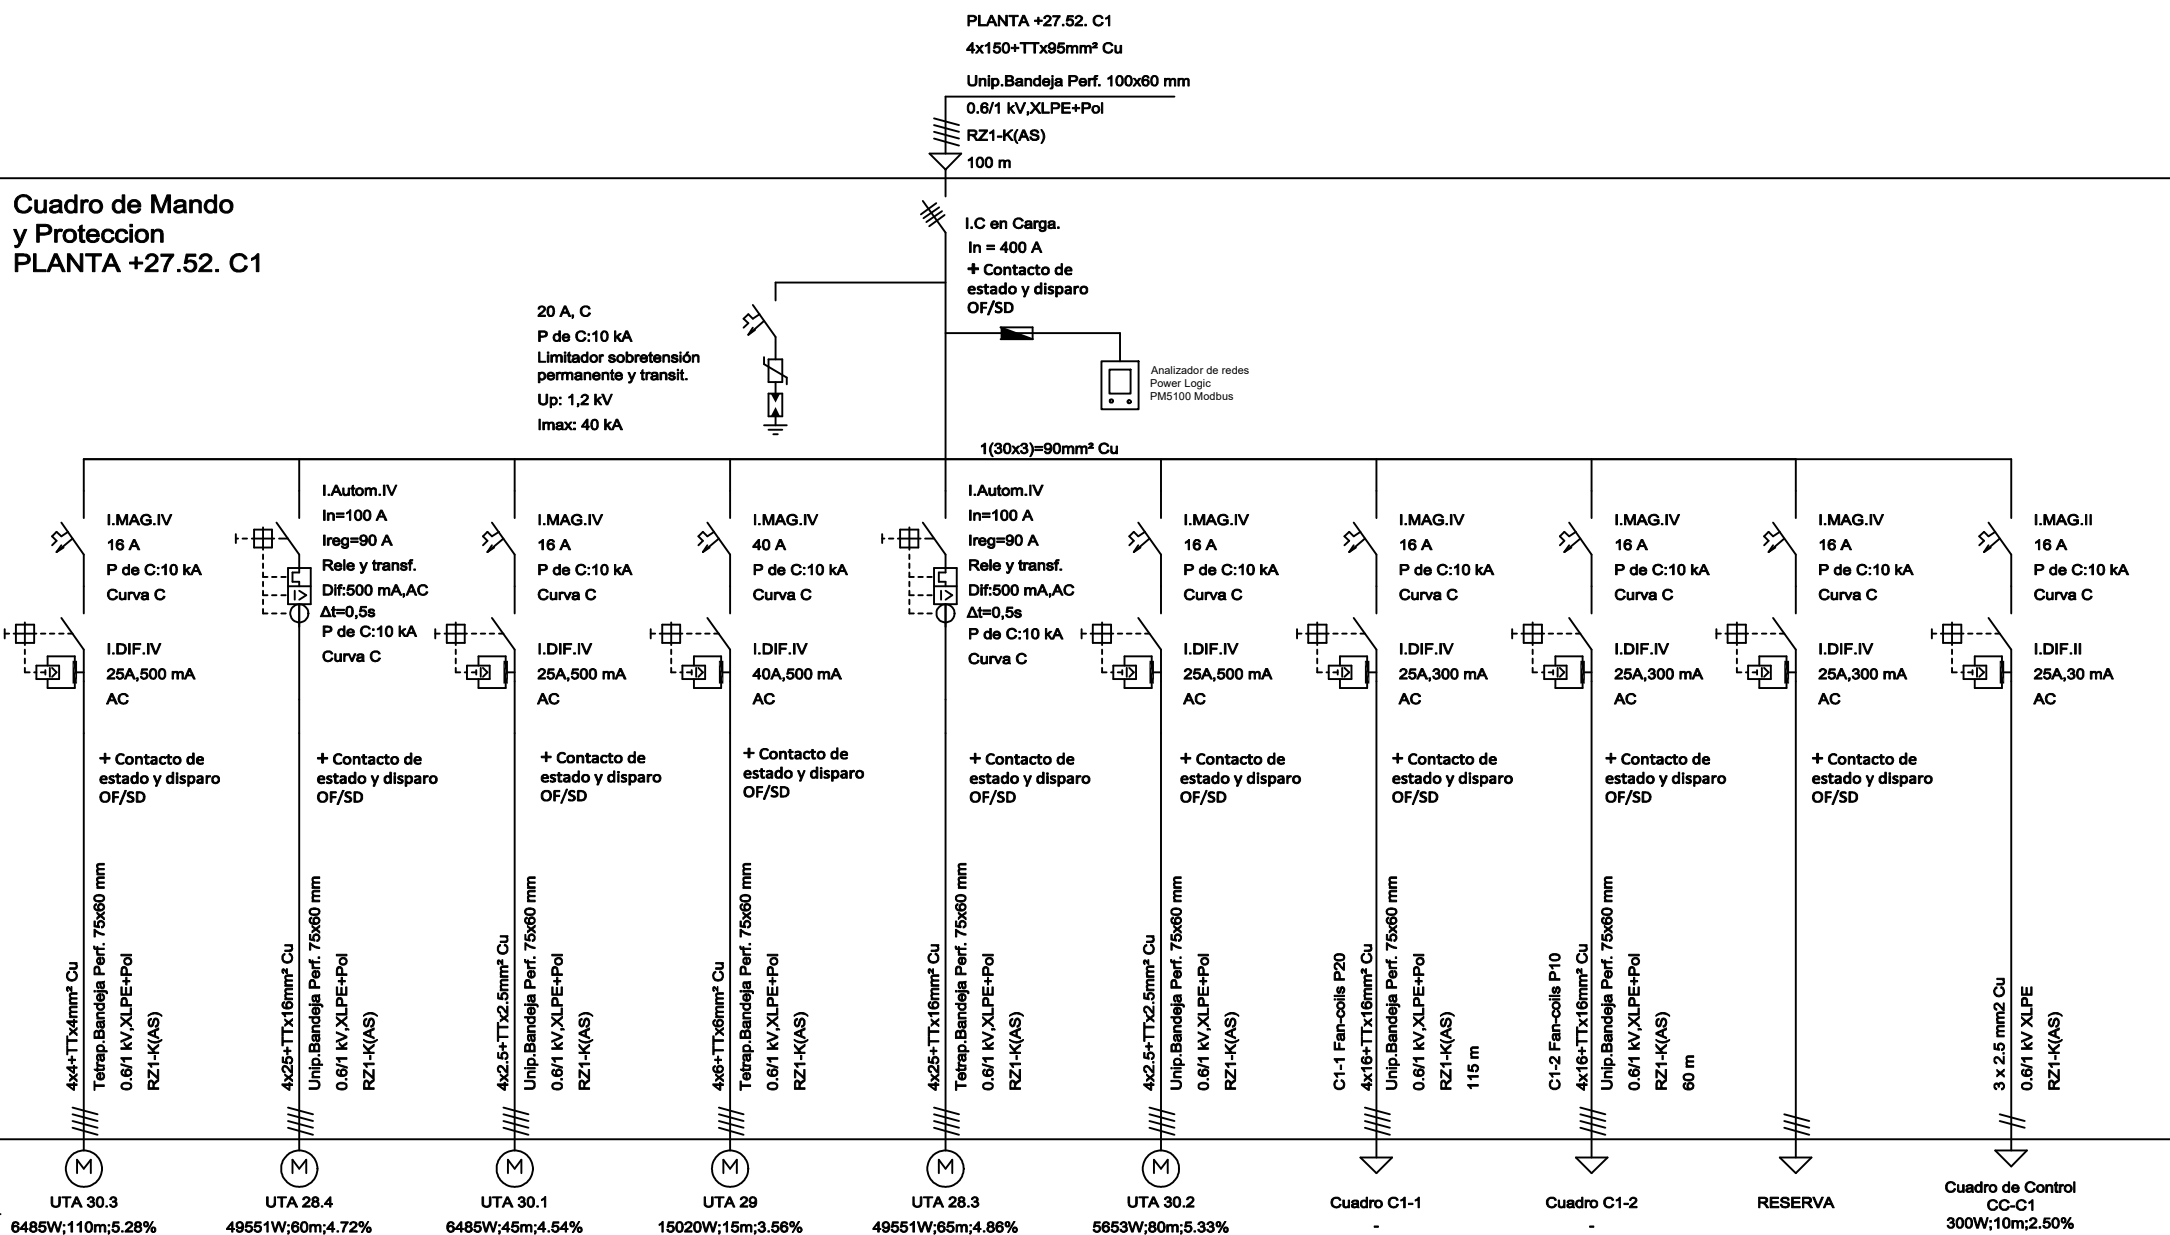 PLANTA +27.52. C1
4x150+TTx95mm² Cu
Unip.Bandeja Perf. 100x60 mm
0.6/1 kV,XLPE+Pol
RZ1-K(AS)
100 m
Cuadro de Mando
y Proteccion
PLANTA +27.52. C1
I.C en Carga.
In = 400 A
+ Contacto de
estado y disparo
OF/SD
20 A, C
P de C:10 kA
Limitador sobretensión
permanente y transit.
Up: 1,2 kV
Imax: 40 kA
Analizador de redes
Power Logic
PM5100 Modbus
1(30x3)=90mm² Cu
I.MAG.IV
16 A
P de C:10 kA
Curva C
I.DIF.IV
25A,500 mA
AC
+ Contacto de
estado y disparo
OF/SD
4x4+TTx4mm² Cu
Tetrap.Bandeja Perf. 75x60 mm
0.6/1 kV,XLPE+Pol
RZ1-K(AS)
M
UTA 30.3
6485W;110m;5.28%
I.Autom.IV
In=100 A
Ireg=90 A
Rele y transf.
Dif:500 mA,AC
Δt=0,5s
P de C:10 kA
Curva C
+ Contacto de
estado y disparo
OF/SD
4x25+TTx16mm² Cu
Unip.Bandeja Perf. 75x60 mm
0.6/1 kV,XLPE+Pol
RZ1-K(AS)
M
UTA 28.4
49551W;60m;4.72%
I.MAG.IV
16 A
P de C:10 kA
Curva C
I.DIF.IV
25A,500 mA
AC
+ Contacto de
estado y disparo
OF/SD
4x2.5+TTx2.5mm² Cu
Unip.Bandeja Perf. 75x60 mm
0.6/1 kV,XLPE+Pol
RZ1-K(AS)
M
UTA 30.1
6485W;45m;4.54%
I.MAG.IV
40 A
P de C:10 kA
Curva C
I.DIF.IV
40A,500 mA
AC
+ Contacto de
estado y disparo
OF/SD
4x6+TTx6mm² Cu
Tetrap.Bandeja Perf. 75x60 mm
0.6/1 kV,XLPE+Pol
RZ1-K(AS)
M
UTA 29
15020W;15m;3.56%
I.Autom.IV
In=100 A
Ireg=90 A
Rele y transf.
Dif:500 mA,AC
Δt=0,5s
P de C:10 kA
Curva C
+ Contacto de
estado y disparo
OF/SD
4x25+TTx16mm² Cu
Tetrap.Bandeja Perf. 75x60 mm
0.6/1 kV,XLPE+Pol
RZ1-K(AS)
M
UTA 28.3
49551W;65m;4.86%
I.MAG.IV
16 A
P de C:10 kA
Curva C
I.DIF.IV
25A,500 mA
AC
+ Contacto de
estado y disparo
OF/SD
4x2.5+TTx2.5mm² Cu
Unip.Bandeja Perf. 75x60 mm
0.6/1 kV,XLPE+Pol
RZ1-K(AS)
M
UTA 30.2
5653W;80m;5.33%
I.MAG.IV
16 A
P de C:10 kA
Curva C
I.DIF.IV
25A,300 mA
AC
+ Contacto de
estado y disparo
OF/SD
C1-1 Fan-coils P20
4x16+TTx16mm² Cu
Unip.Bandeja Perf. 75x60 mm
0.6/1 kV,XLPE+Pol
RZ1-K(AS)
115 m
Cuadro C1-1
-
I.MAG.IV
16 A
P de C:10 kA
Curva C
I.DIF.IV
25A,300 mA
AC
+ Contacto de
estado y disparo
OF/SD
C1-2 Fan-coils P10
4x16+TTx16mm² Cu
Unip.Bandeja Perf. 75x60 mm
0.6/1 kV,XLPE+Pol
RZ1-K(AS)
60 m
Cuadro C1-2
-
I.MAG.IV
16 A
P de C:10 kA
Curva C
I.DIF.IV
25A,300 mA
AC
+ Contacto de
estado y disparo
OF/SD
RESERVA
I.MAG.II
16 A
P de C:10 kA
Curva C
I.DIF.II
25A,30 mA
AC
3 x 2.5 mm2 Cu
0.6/1 kV XLPE
RZ1-K(AS)
Cuadro de Control
CC-C1
300W;10m;2.50%